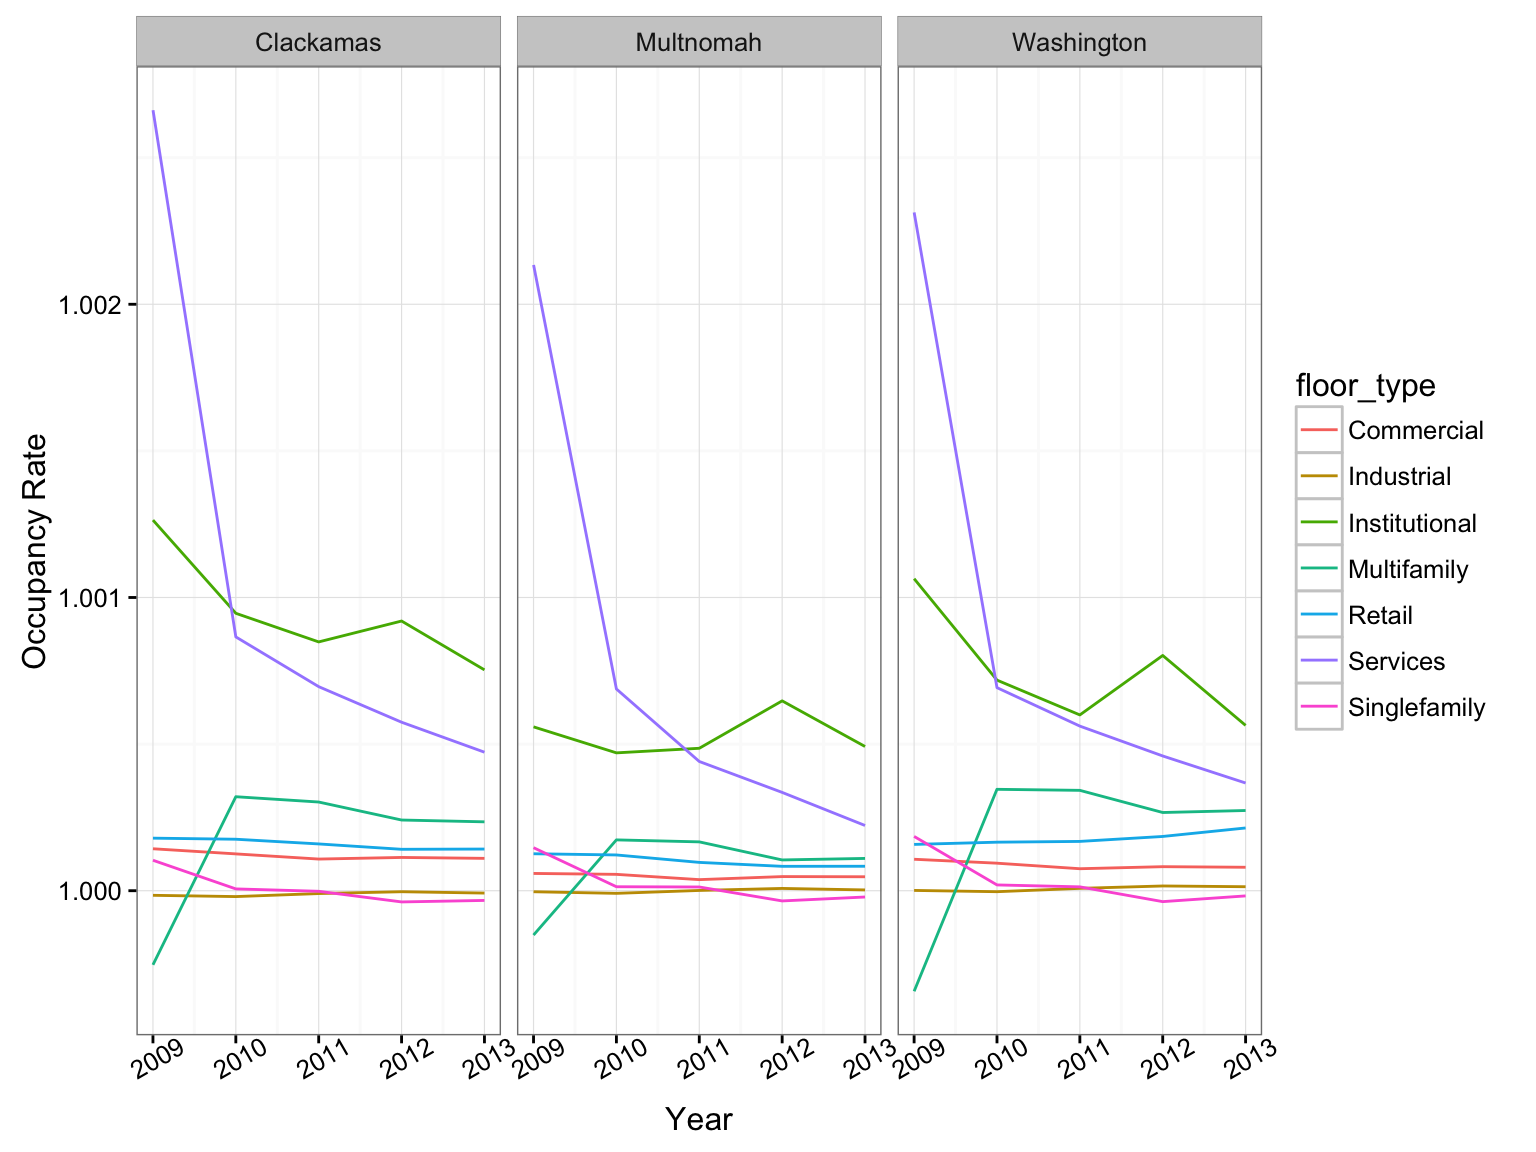 Clackamas Multnomah Washington
Occupancy Rate
1.002
1.001
1.000
2009 2010 2011 2012 2013 2009 2010 2011 2012 2013 2009 2010 2011 2012 2013
Year
floor_type
Commercial
Industrial
Institutional
Multifamily
Retail
Services
Singlefamily